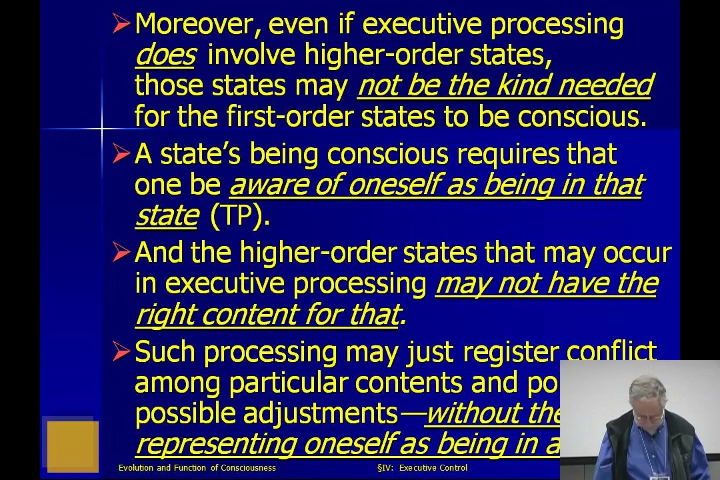 Moreover, even if executive processing
does involve higher-order states,
those states may not be the kind needed
for the first-order states to be conscious.
A state's being conscious requires that
one be aware of oneself as being in that
state (TP).
And the higher-order states that may occur
in executive processing may not have the
right content for that.
Such processing may just register conflict
among particular contents and
possible adjustments—without
representing oneself as being in
Evolution and Function of Consciousness
§IV: Executive Control